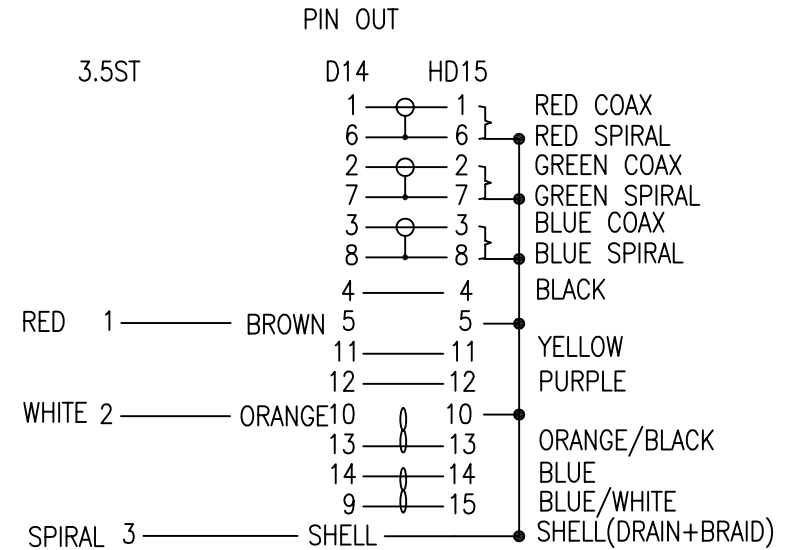 PIN OUT
3.5ST D14 HD15
1 1 RED COAX
6 6 RED SPIRAL
2 2 GREEN COAX
7 7 GREEN SPIRAL
3 3 BLUE COAX
8 8 BLUE SPIRAL
4 4 BLACK
RED 1 BROWN 5 5
11 11 YELLOW
12 12 PURPLE
WHITE 2 ORANGE 10 10
13 13 ORANGE/BLACK
14 14 BLUE
9 15 BLUE/WHITE
SPIRAL 3 SHELL SHELL(DRAIN+BRAID)